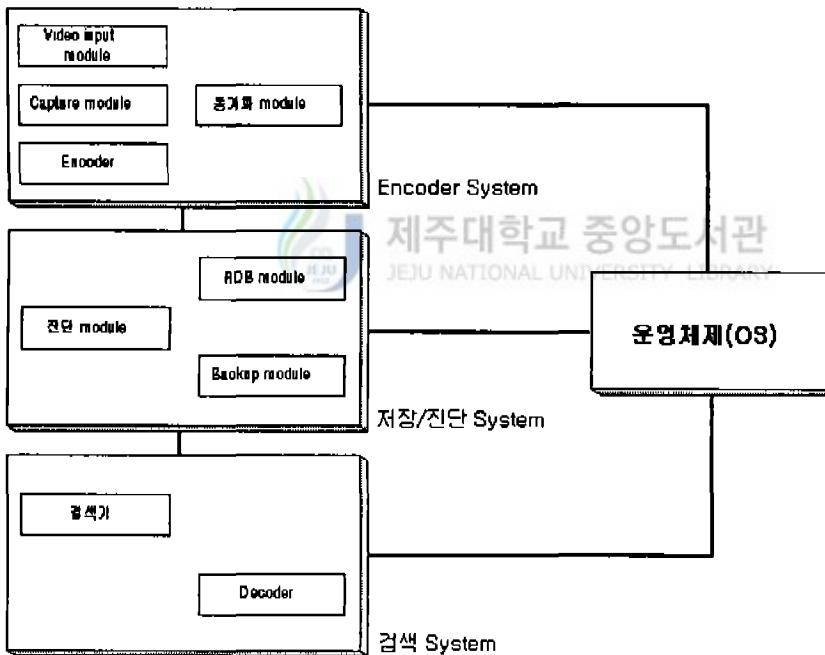 Video input
module
Capture module
동기화 module
Encoder
Encoder System
제주대학교 중앙도서관
JEJU NATIONAL UNIVERSITY LIBRARY
RDB module
진단 module
Backup module
저장/진단 System
운영체제(OS)
검색기
Decoder
검색 System